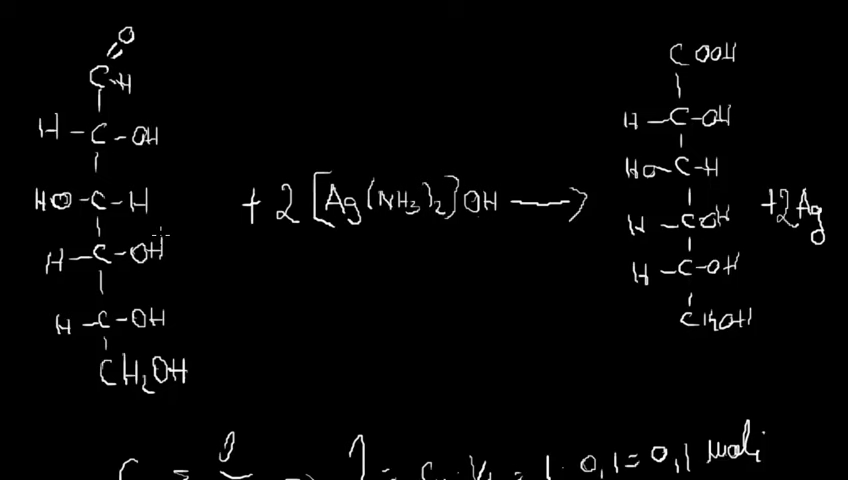 O
C-H
H-C-OH
HO-C-H
H-C-OH
H-C-OH
CH2OH
+2[Ag(NH3)2]OH →
COOH
H-C-OH
HO-C-H
H-C-OH
H-C-OH
+2Ag
C = → = C · V = 1 · 0,1 = 0,1 moli